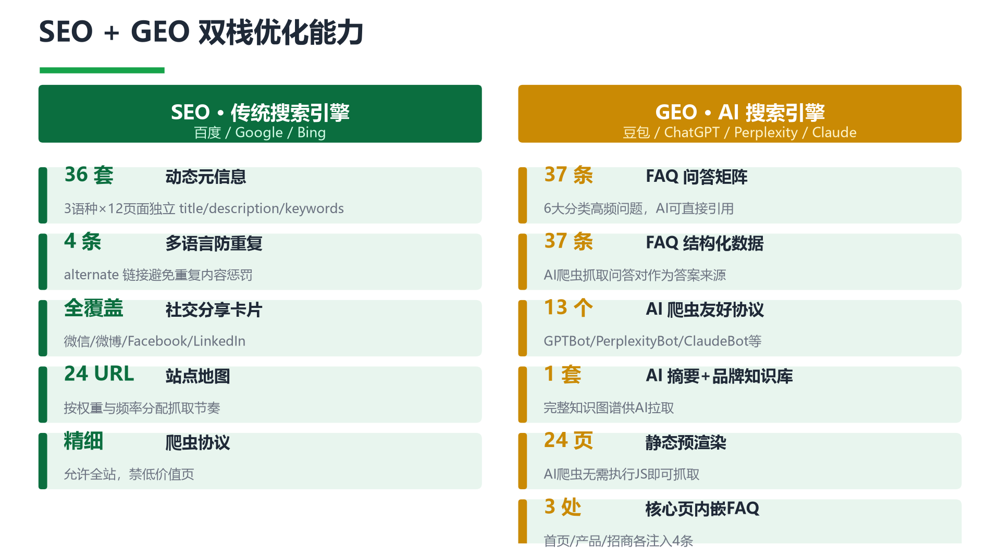 SEO + GEO 双栈优化能力
SEO · 传统搜索引擎
百度 / Google / Bing
36 套 动态元信息
3语种×12页面独立 title/description/keywords
4 条 多语言防重复
alternate 链接避免重复内容惩罚
全覆盖 社交分享卡片
微信/微博/Facebook/LinkedIn
24 URL 站点地图
按权重与频率分配抓取节奏
精细 爬虫协议
允许全站，禁低价值页
GEO · AI 搜索引擎
豆包 / ChatGPT / Perplexity / Claude
37 条 FAQ 问答矩阵
6大分类高频问题，AI可直接引用
37 条 FAQ 结构化数据
AI爬虫抓取问答对作为答案来源
13 个 AI 爬虫友好协议
GPTBot/PerplexityBot/ClaudeBot等
1 套 AI 摘要+品牌知识库
完整知识图谱供AI拉取
24 页 静态预渲染
AI爬虫无需执行JS即可抓取
3 处 核心页内嵌FAQ
首页/产品/招商各注入4条